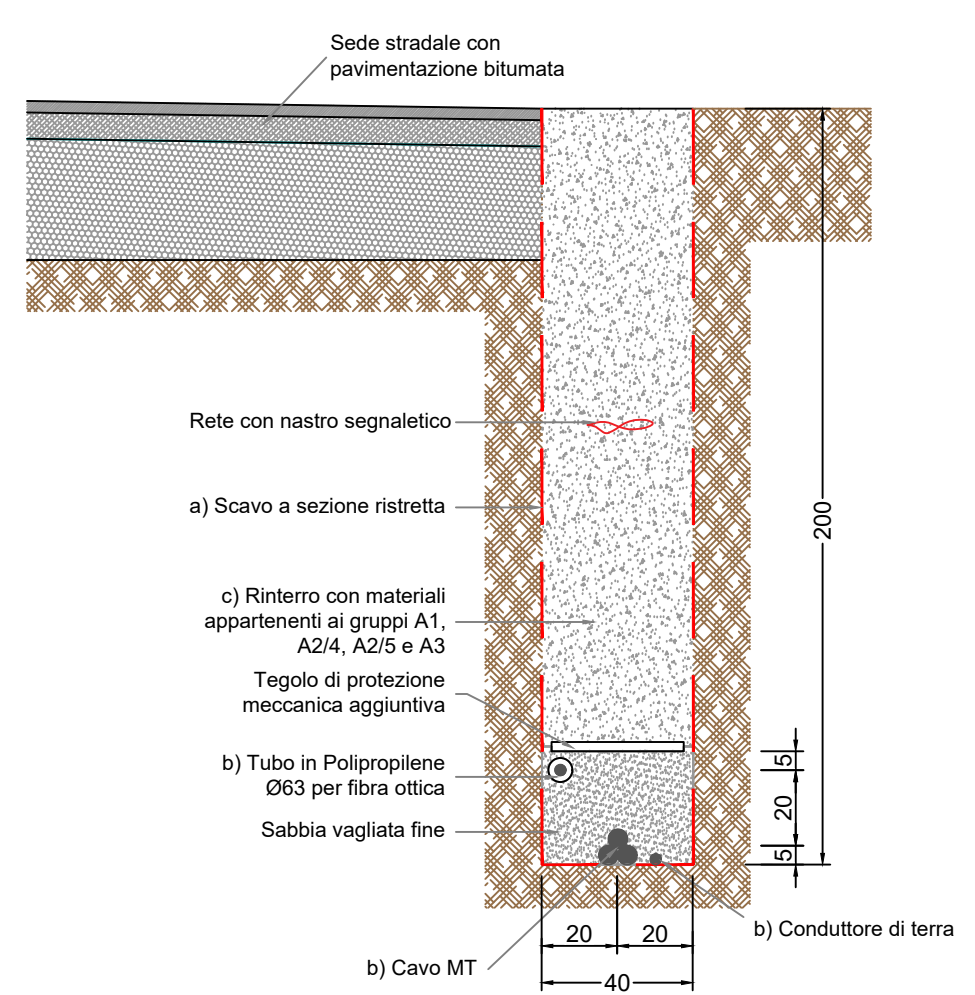 Sede stradale con
pavimentazione bitumata
Rete con nastro segnaletico
a) Scavo a sezione ristretta
200
c) Rinterro con materiali
appartenenti ai gruppi A1,
A2/4, A2/5 e A3
Tegolo di protezione
meccanica aggiuntiva
5
b) Tubo in Polipropilene
Ø63 per fibra ottica
20
Sabbia vagliata fine
5
b) Conduttore di terra
20
20
b) Cavo MT
40